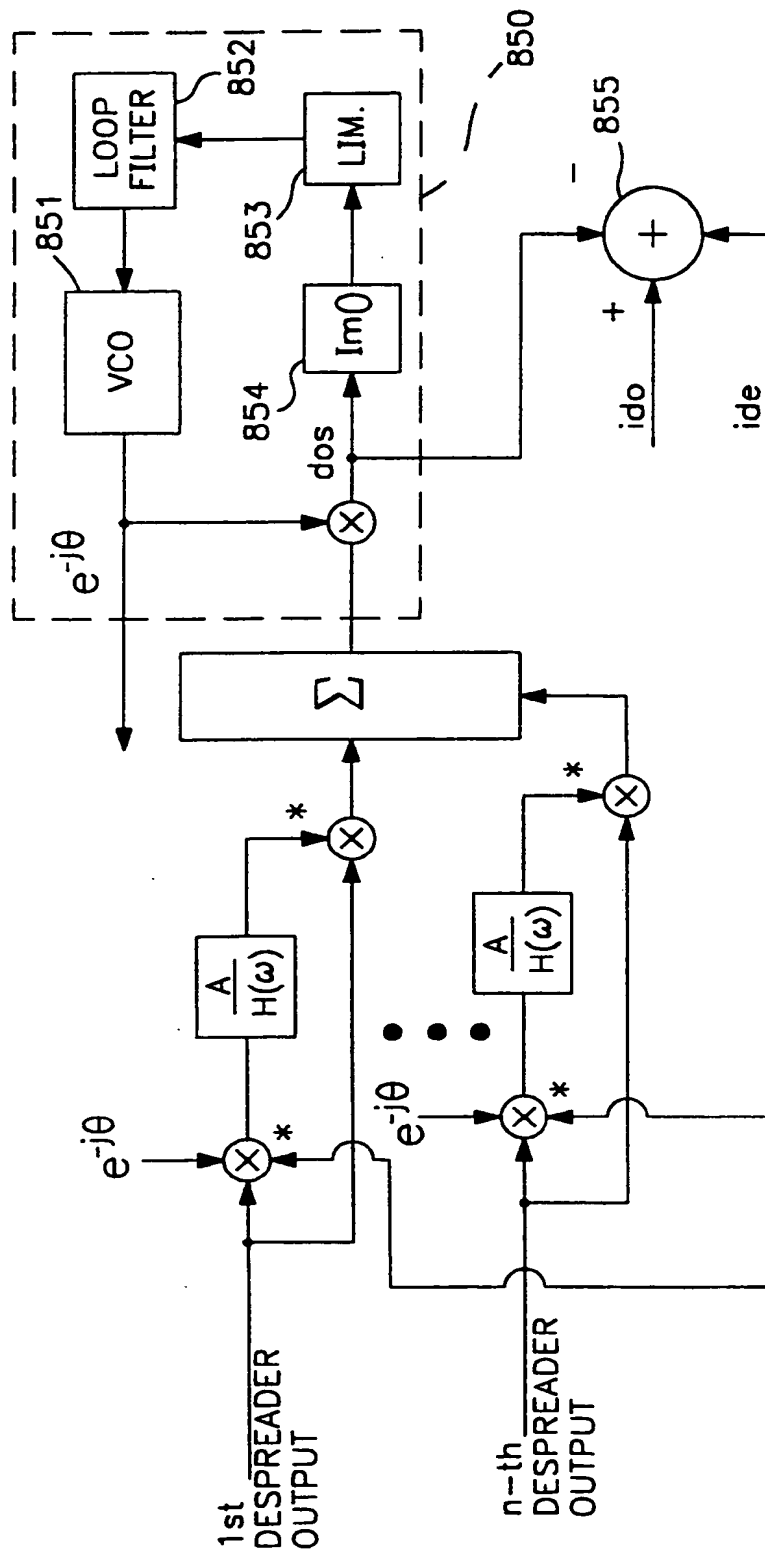 1st
DESPREADER
OUTPUT
e-jθ
*
A
H(ω)
*
n-th
DESPREADER
OUTPUT
e-jθ
*
A
H(ω)
*
Σ
e-jθ
VCO
851
LOOP
FILTER
852
dos
Im()
854
LIM.
853
850
ido
+
+
-
855
ide